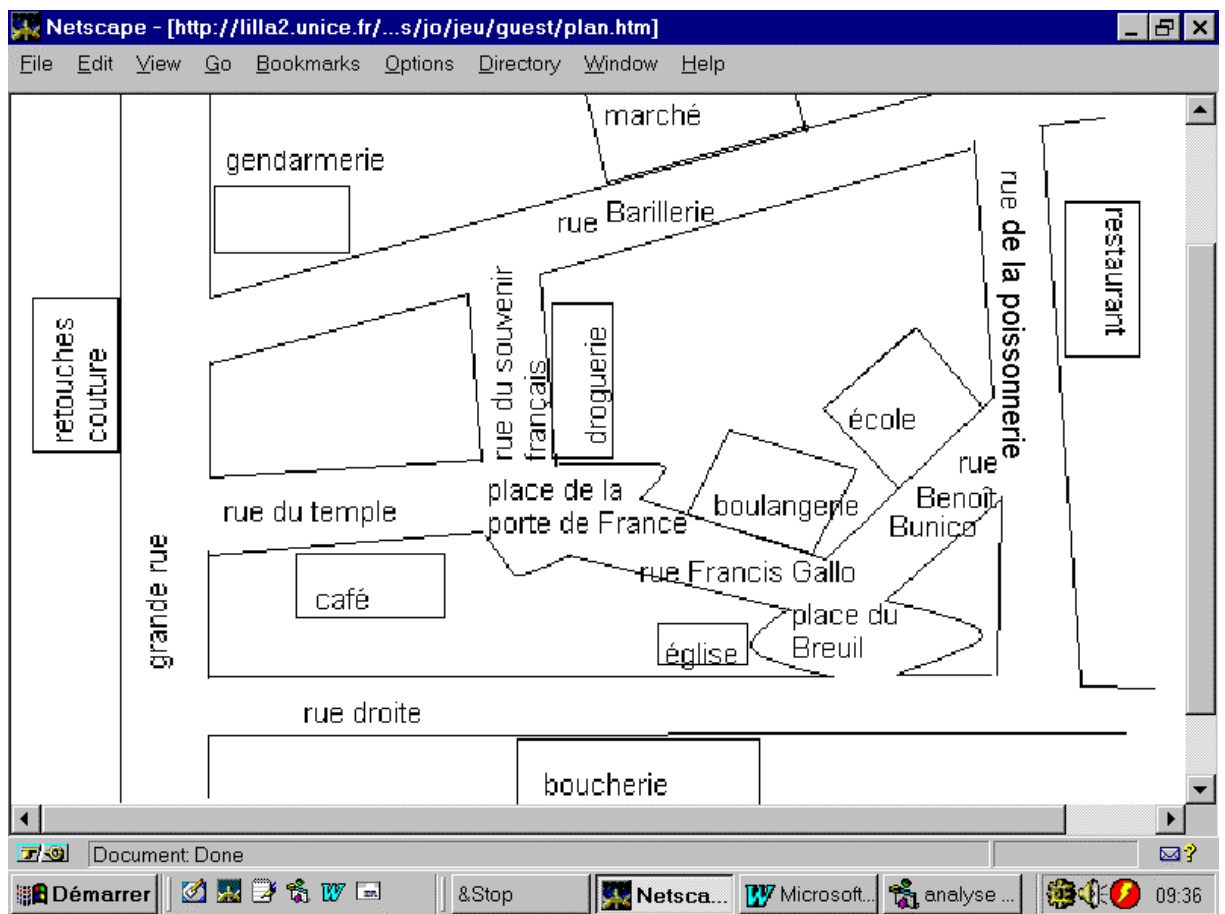 Netscape - [http://lilla2.unice.fr/...s/jo/jeu/guest/plan.htm]
File Edit View Go Bookmarks Options Directory Window Help
marché
gendarmerie
rue Barillerie
rue de la poissonnerie
restaurant
retouches
couture
rue du souvenir
français
droguerie
école
rue
Benoît
Bunico
boulangerie
place de la
porte de France
rue du temple
grande rue
café
rue Francis Gallo
place du
Breuil
église
rue droite
boucherie
Document: Done
Démarrer &Stop Netsca... Microsoft... analyse ... 09:36